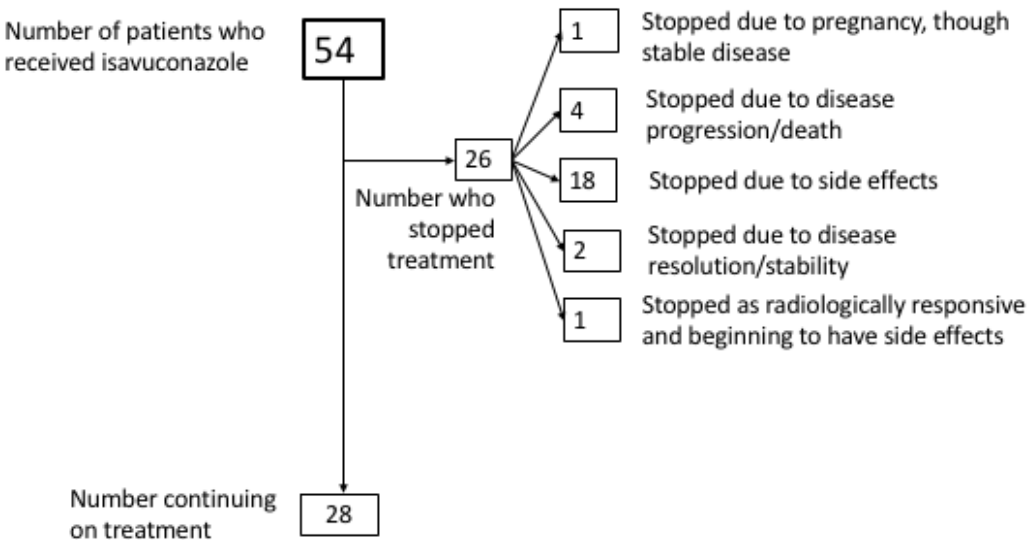 Number of patients who
received isavuconazole
54
1
Stopped due to pregnancy, though
stable disease
4
Stopped due to disease
progression/death
26
Number who
stopped
treatment
18
Stopped due to side effects
2
Stopped due to disease
resolution/stability
1
Stopped as radiologically responsive
and beginning to have side effects
Number continuing
on treatment
28